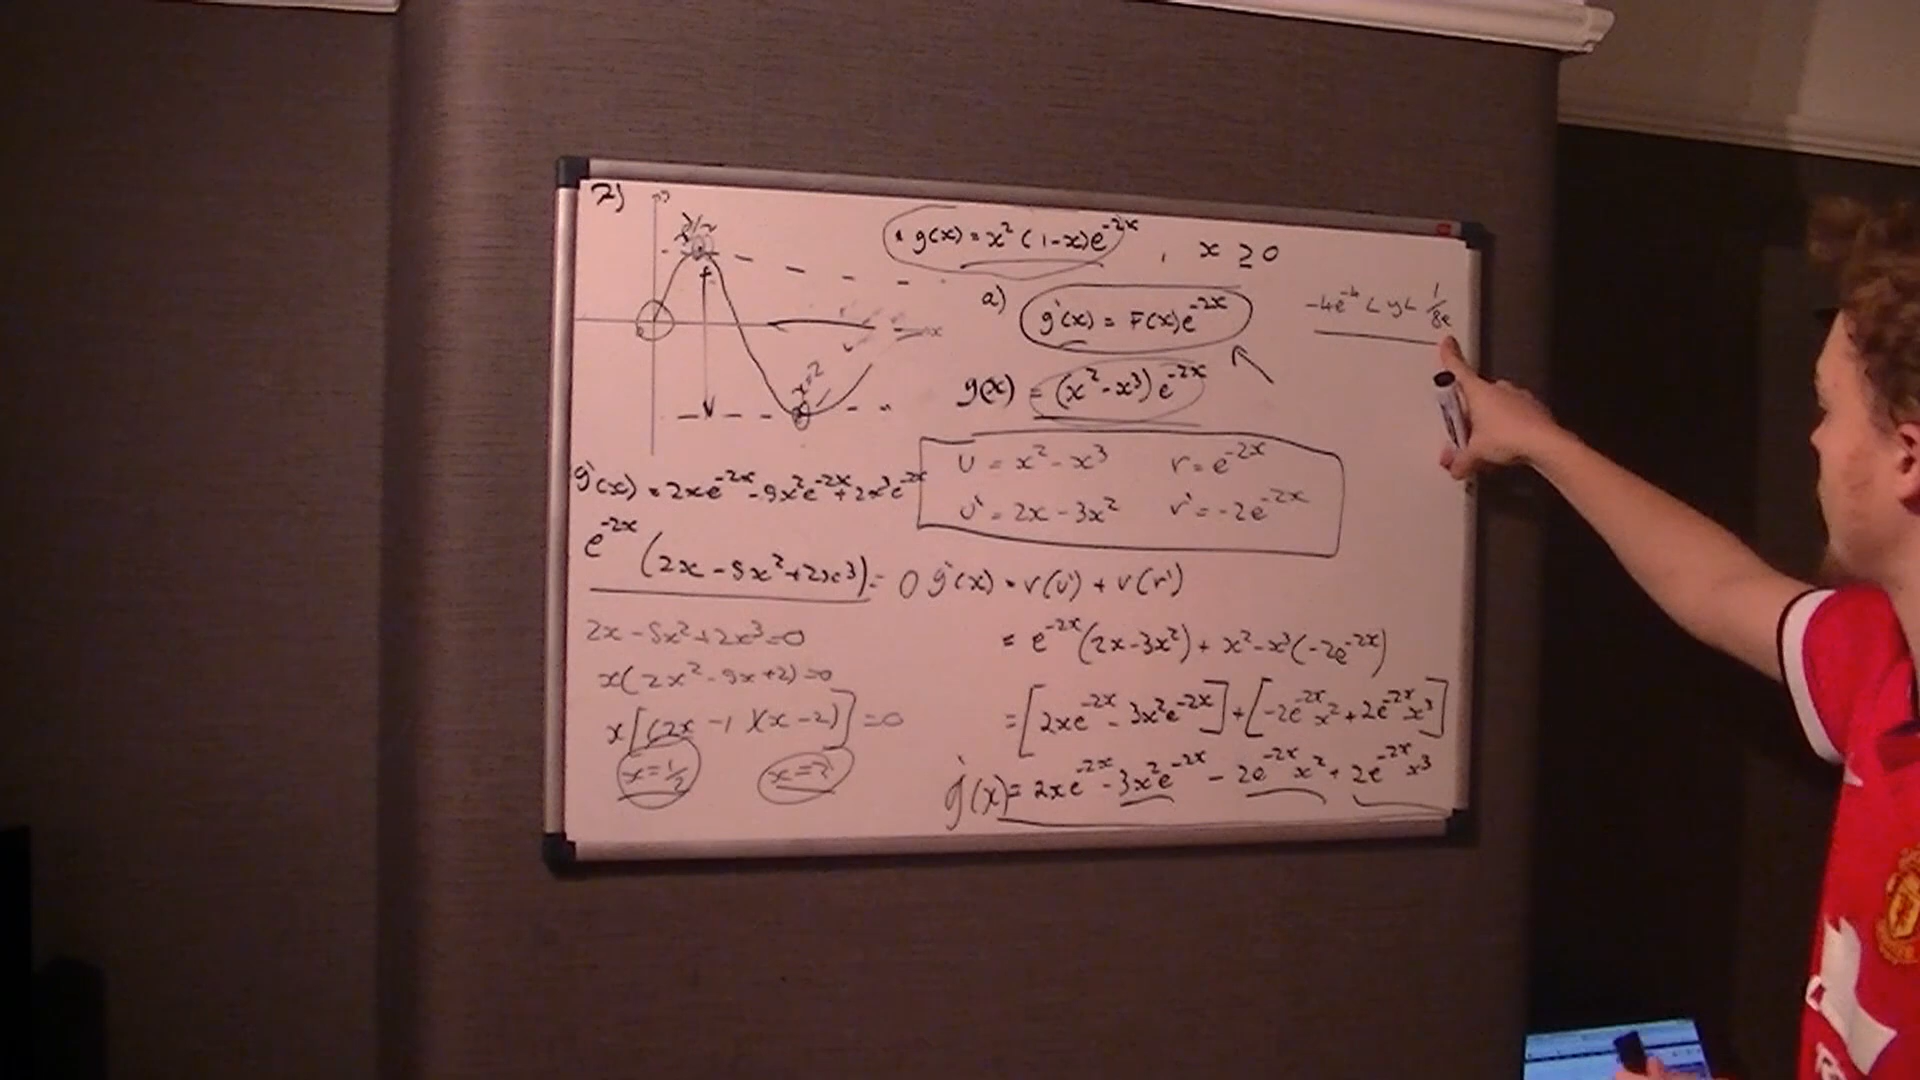 7)
g(x) = x² (1-x)e^-2x , x ≥ 0
a) g'(x) = F(x)e^-2x
-4e^-4 < y < 1/8e
g(x) = (x² - x³) e^-2x
U = x² - x³ v = e^-2x
U' = 2x - 3x² v' = -2e^-2x
g'(x) = 2xe^-2x - 5x²e^-2x + 2x³e^-2x
e^-2x (2x - 5x² + 2x³) = 0
g'(x) = v(u') + v(v')
2x - 5x² + 2x³ = 0
= e^-2x (2x - 3x²) + x² - x³(-2e^-2x)
x(2x² - 5x + 2) = 0
x[(2x - 1)(x - 2)] = 0
= [2xe^-2x - 3x²e^-2x] + [-2e^-2x x² + 2e^-2x x³]
x = 1/2 x = 2
g'(x) = 2xe^-2x - 3x²e^-2x - 2e^-2x x² + 2e^-2x x³